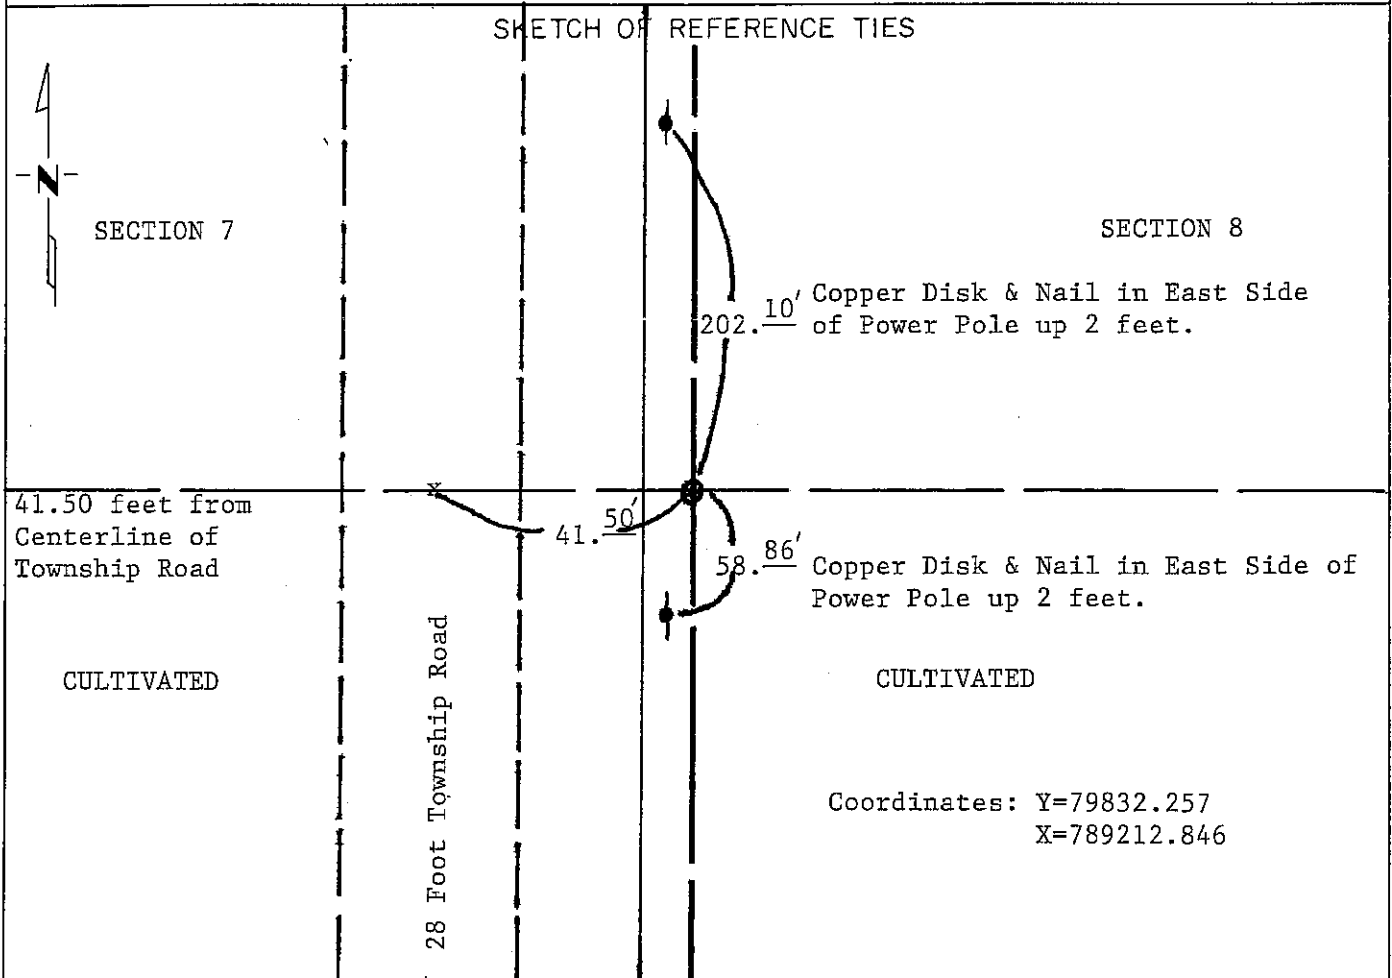 SKETCH OF REFERENCE TIES
N
SECTION 7
SECTION 8
202.10' Copper Disk & Nail in East Side
of Power Pole up 2 feet.
41.50 feet from
Centerline of
Township Road
41.50'
58.86' Copper Disk & Nail in East Side of
Power Pole up 2 feet.
CULTIVATED
28 Foot Township Road
CULTIVATED
Coordinates: Y=79832.257
X=789212.846